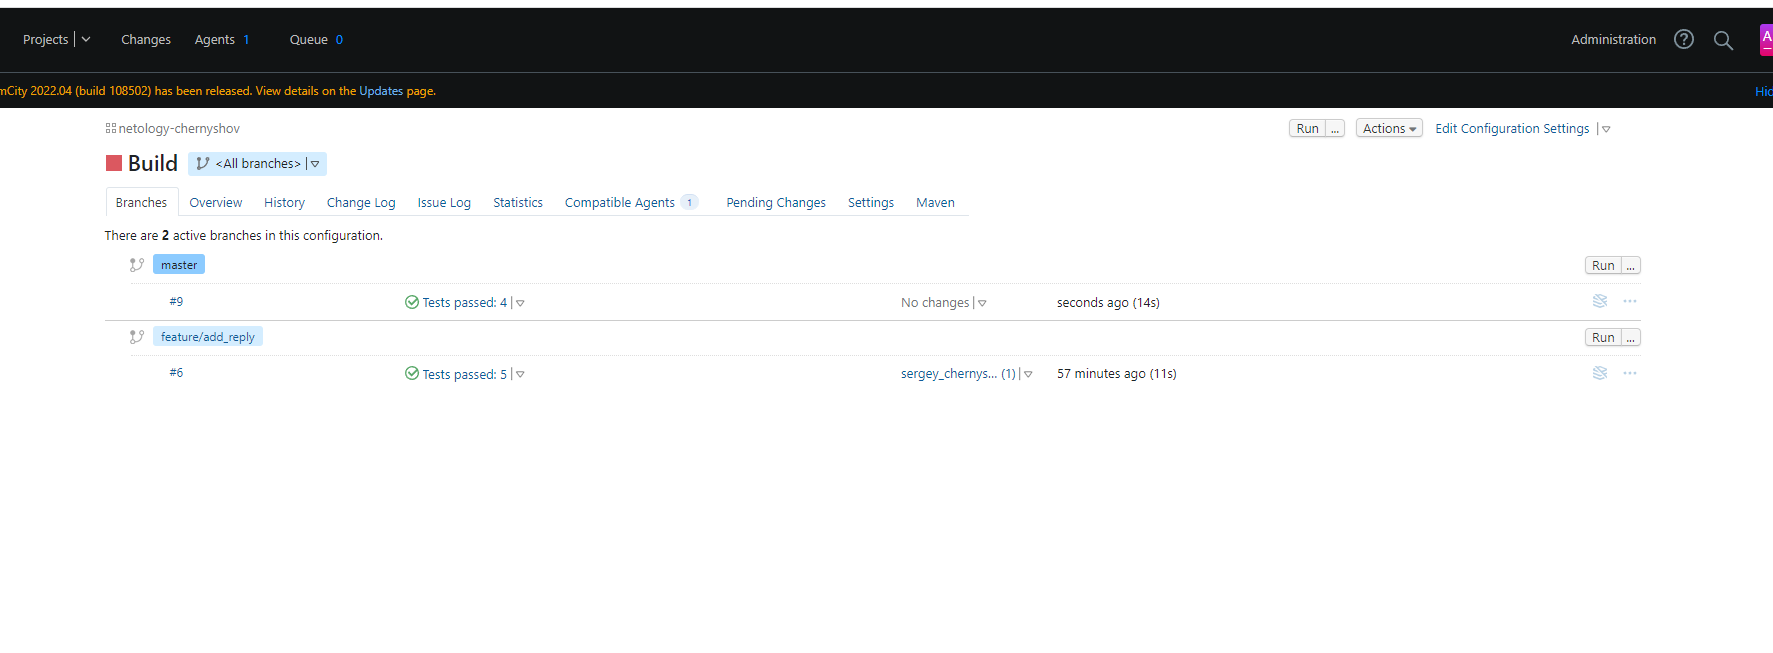 Projects Changes Agents 1 Queue 0 Administration ? A
mCity 2022.04 (build 108502) has been released. View details on the Updates page. Hid
netology-chernyshov Run ... Actions Edit Configuration Settings
Build <All branches>
Branches Overview History Change Log Issue Log Statistics Compatible Agents 1 Pending Changes Settings Maven
There are 2 active branches in this configuration.
master Run ...
#9 Tests passed: 4 No changes seconds ago (14s)
feature/add_reply Run ...
#6 Tests passed: 5 sergey_chernys... (1) 57 minutes ago (11s)